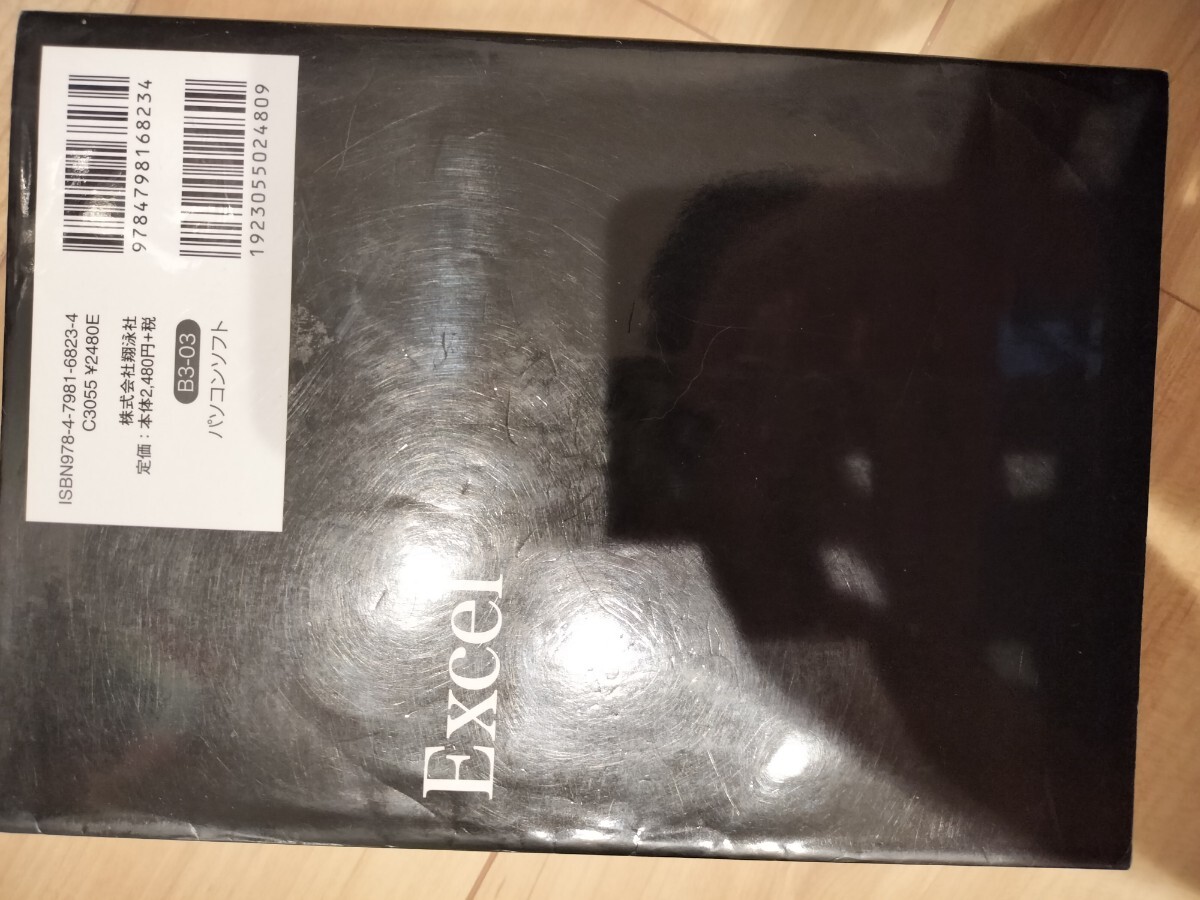 9784798168234
1923055024809
ISBN978-4-7981-6823-4
C3055 ¥2480E
株式会社翔泳社
定価：本体2,480円+税
B3-03
パソコンソフト
Excel